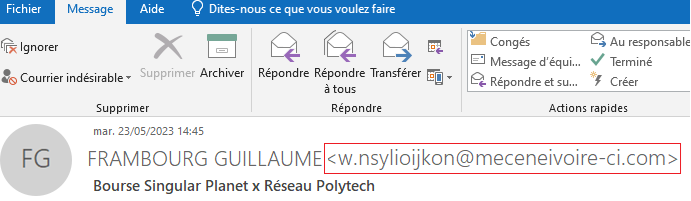 Fichier Message Aide Dites-nous ce que vous voulez faire
Ignorer
Courrier indésirable
Supprimer
Archiver
Supprimer
Répondre
Répondre à tous
Transférer
Répondre
Congés
Message d'équi...
Répondre et su...
Au responsable
Terminé
Créer
Actions rapides
FG
mar. 23/05/2023 14:45
FRAMBOURG GUILLAUME <w.nsylioijkon@meceneivoire-ci.com>
Bourse Singular Planet x Réseau Polytech